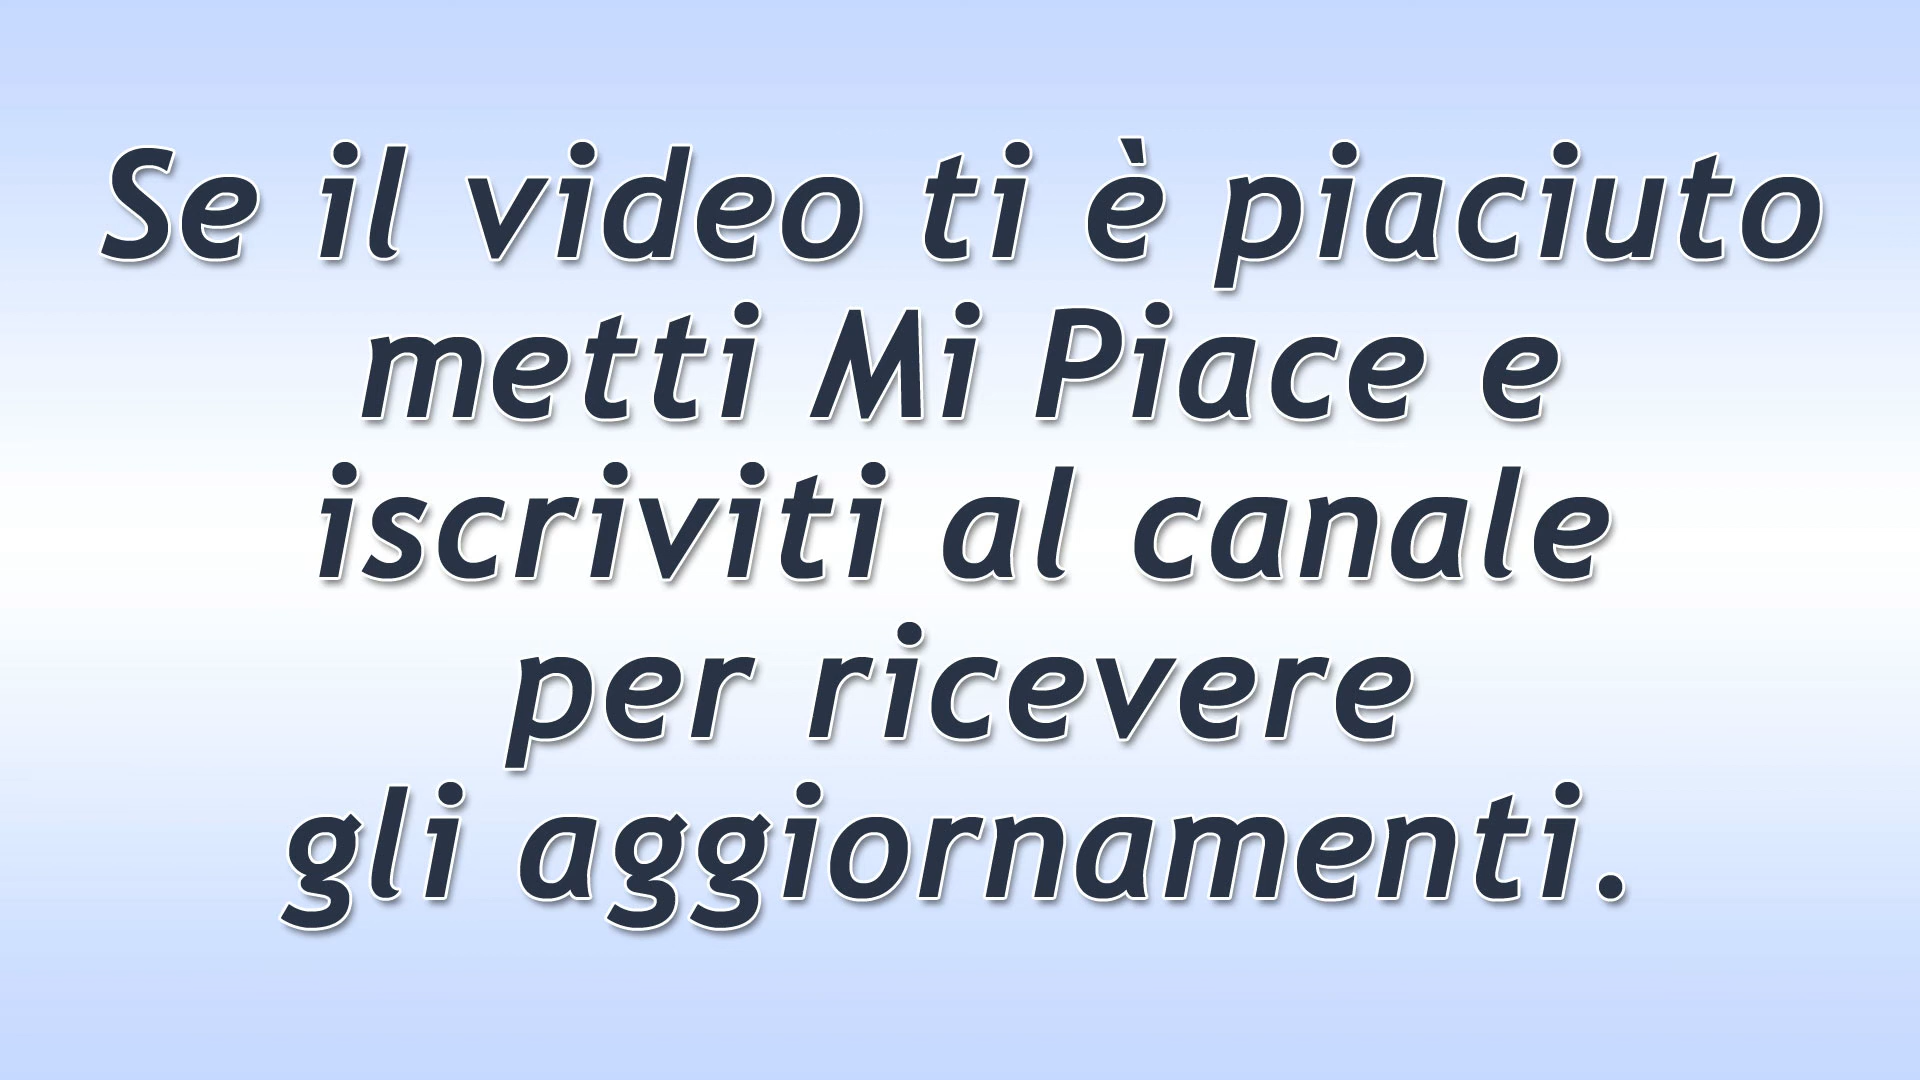 Se il video ti è piaciuto
metti Mi Piace e
iscriviti al canale
per ricevere
gli aggiornamenti.